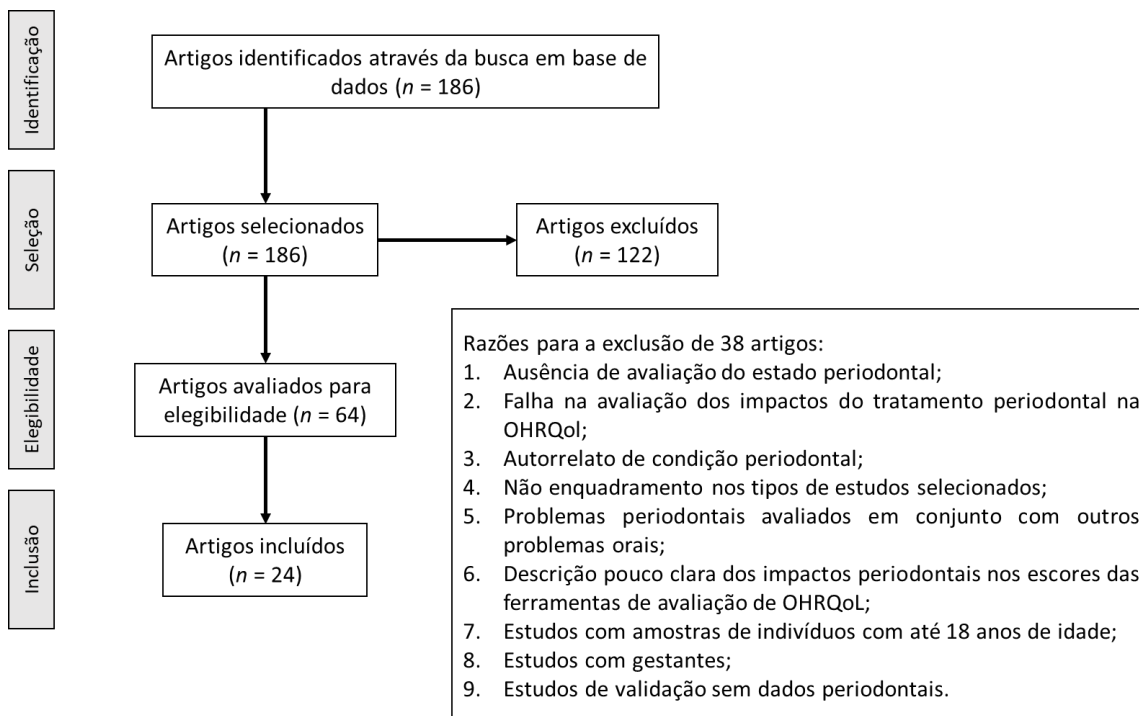 Identificação
Artigos identificados através da busca em base de
dados (n = 186)
Seleção
Artigos selecionados
(n = 186)
Artigos excluídos
(n = 122)
Elegibilidade
Artigos avaliados para
elegibilidade (n = 64)
Inclusão
Artigos incluídos
(n = 24)
Razões para a exclusão de 38 artigos:
1. Ausência de avaliação do estado periodontal;
2. Falha na avaliação dos impactos do tratamento periodontal na
OHRQol;
3. Autorrelato de condição periodontal;
4. Não enquadramento nos tipos de estudos selecionados;
5. Problemas periodontais avaliados em conjunto com outros
problemas orais;
6. Descrição pouco clara dos impactos periodontais nos escores das
ferramentas de avaliação de OHRQoL;
7. Estudos com amostras de indivíduos com até 18 anos de idade;
8. Estudos com gestantes;
9. Estudos de validação sem dados periodontais.